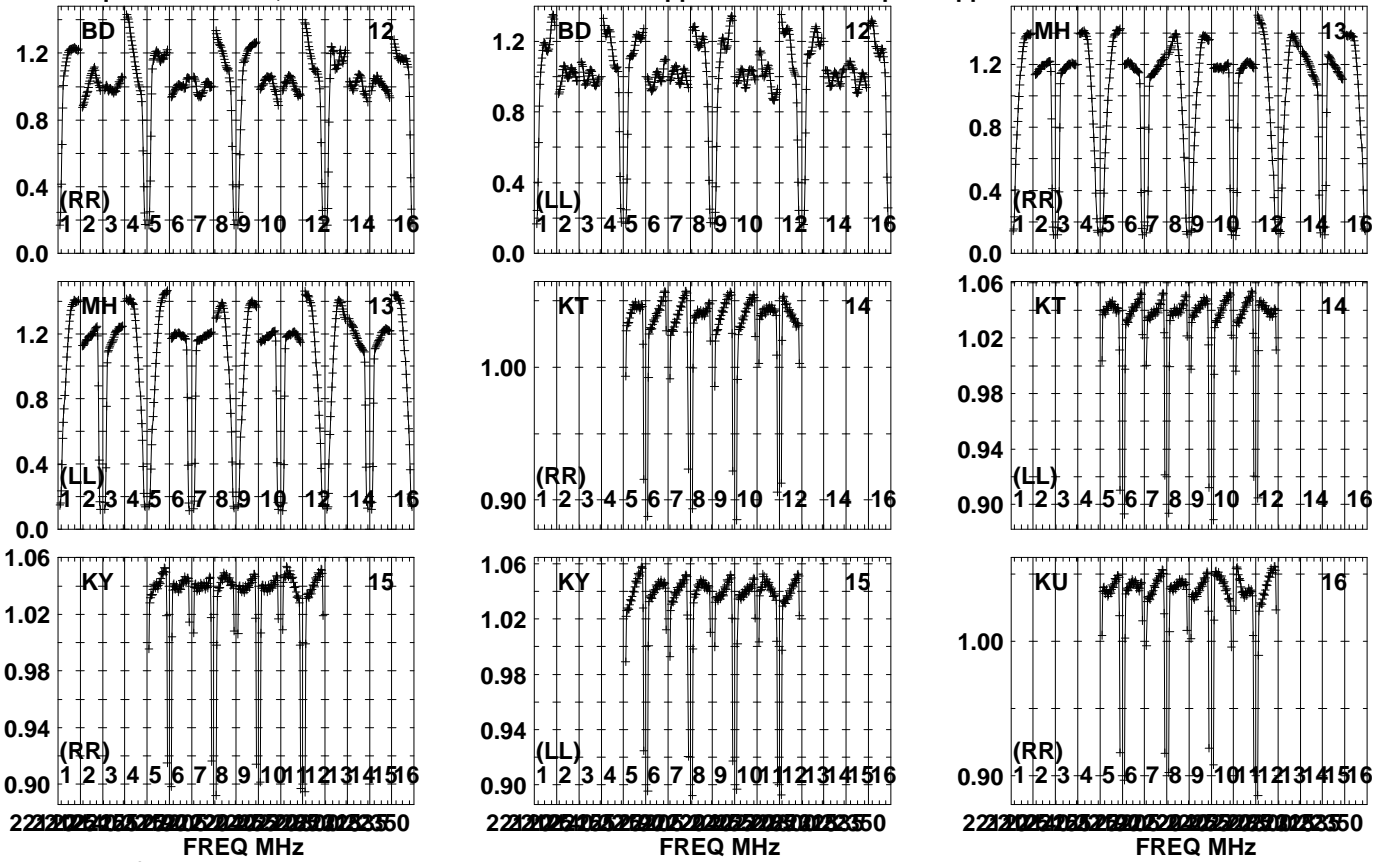 BD 12
1.2
0.8
0.4
(RR)
1 2 3 4 5 6 7 8 9 10 12 14 16
0.0
BD 12
1.2
0.8
0.4
(LL)
1 2 3 4 5 6 7 8 9 10 12 14 16
0.0
MH 13
1.2
0.8
0.4
(RR)
1 2 3 4 5 6 7 8 9 10 12 14 16
0.0
MH 13
1.2
0.8
0.4
(LL)
1 2 3 4 5 6 7 8 9 10 12 14 16
0.0
KT 14
1.00
(RR)
0.90
1 2 3 4 5 6 7 8 9 10 12 14 16
1.06
KT 14
1.02
0.98
0.94
(LL)
0.90
1 2 3 4 5 6 7 8 9 10 12 14 16
1.06
KY 15
1.02
0.98
0.94
(RR)
0.90
1 2 3 4 5 6 7 8 9 10 11 12 13 14 15 16
FREQ MHz
1.06
KY 15
1.02
0.98
0.94
(LL)
0.90
1 2 3 4 5 6 7 8 9 10 11 12 13 14 15 16
FREQ MHz
KU 16
1.00
(RR)
0.90
1 2 3 4 5 6 7 8 9 10 11 12 13 14 15 16
FREQ MHz